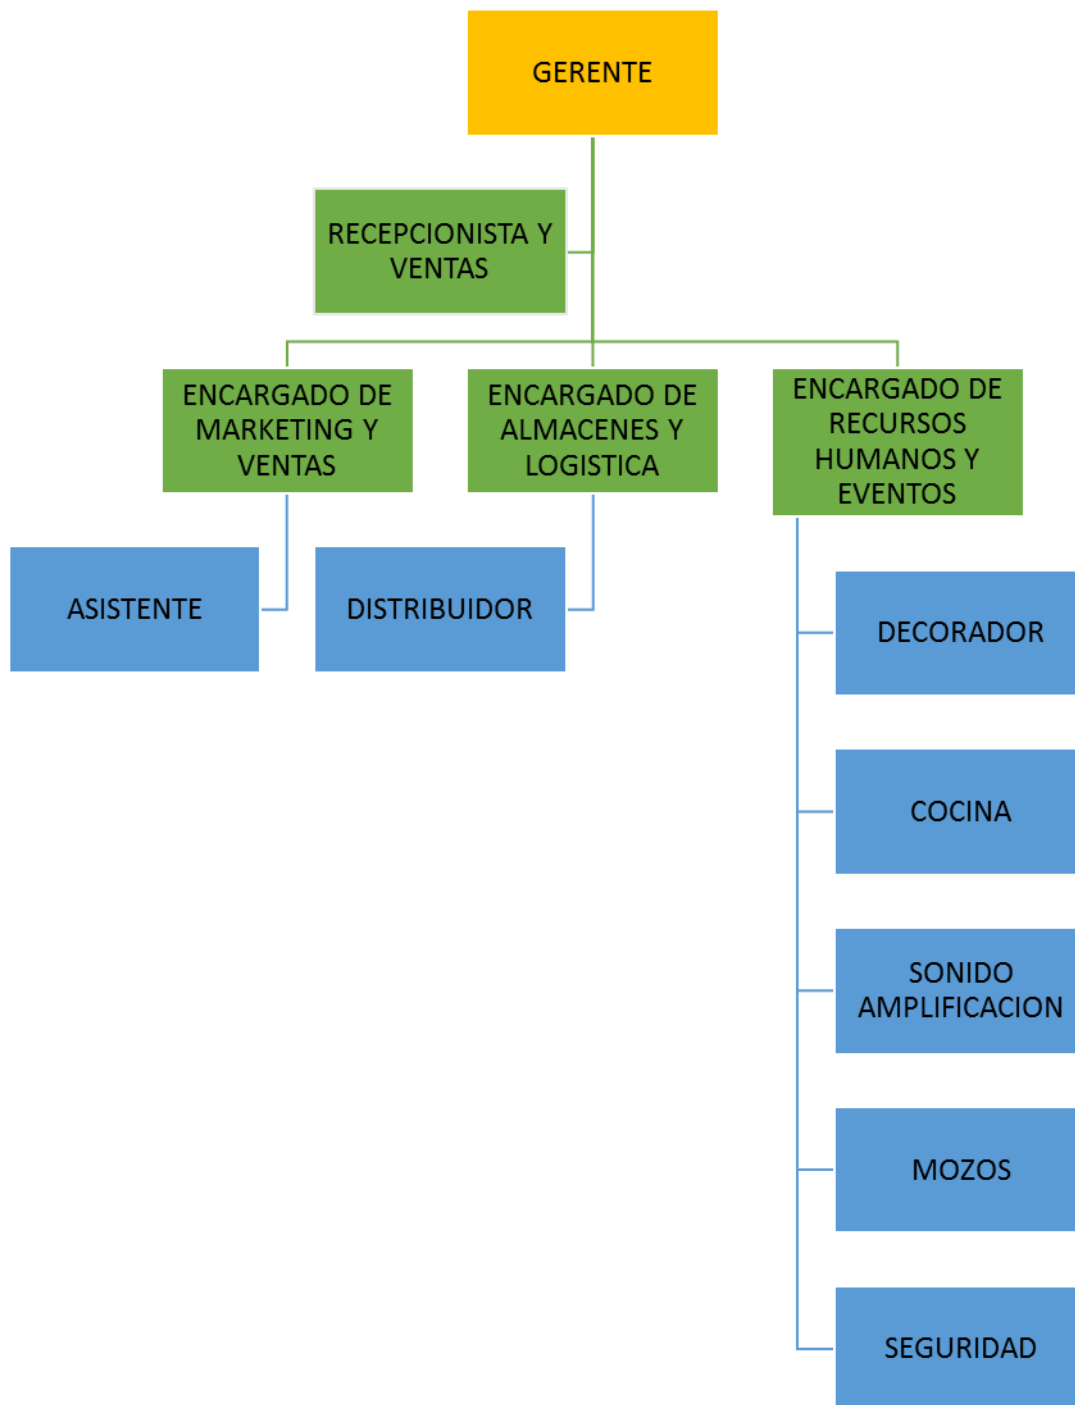 GERENTE
RECEPCIONISTA Y
VENTAS
ENCARGADO DE
MARKETING Y
VENTAS
ENCARGADO DE
ALMACENES Y
LOGISTICA
ENCARGADO DE
RECURSOS
HUMANOS Y
EVENTOS
ASISTENTE
DISTRIBUIDOR
DECORADOR
COCINA
SONIDO
AMPLIFICACION
MOZOS
SEGURIDAD